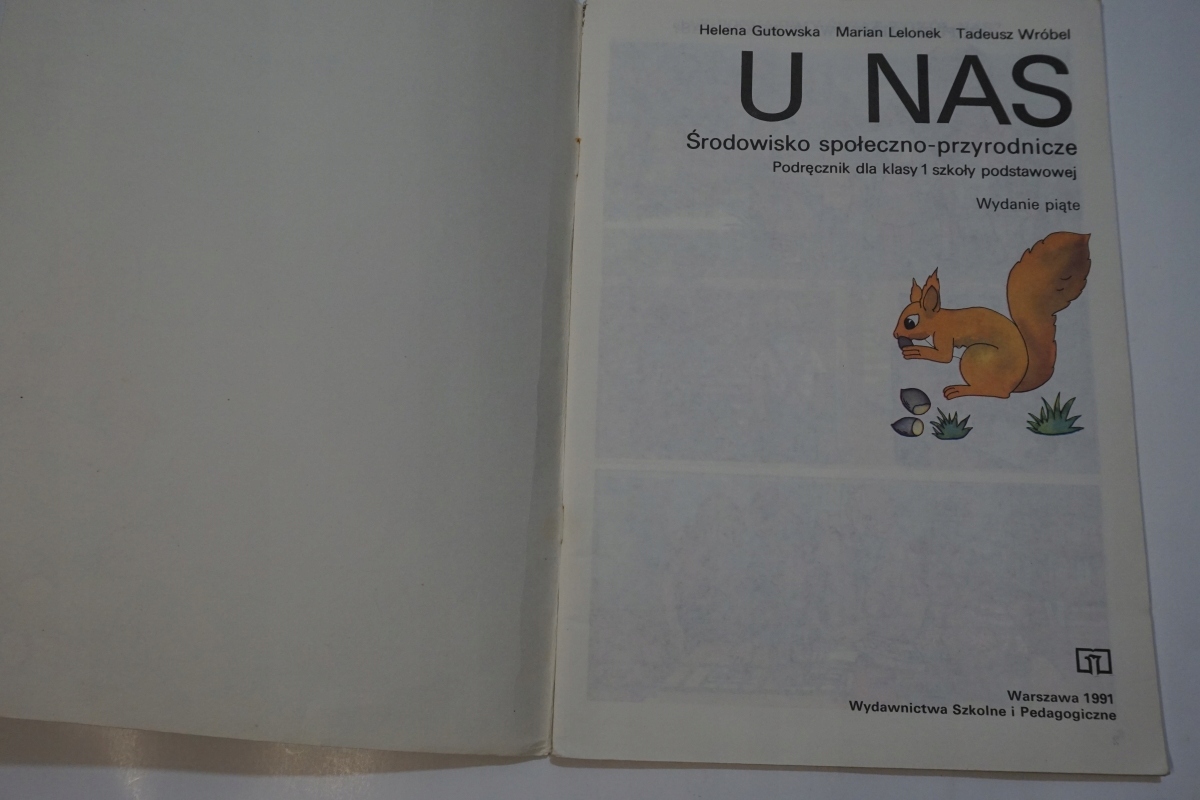 Helena Gutowska Marian Lelonek Tadeusz Wróbel
U NAS
Środowisko społeczno-przyrodnicze
Podręcznik dla klasy 1 szkoły podstawowej
Wydanie piąte
Warszawa 1991
Wydawnictwa Szkolne i Pedagogiczne